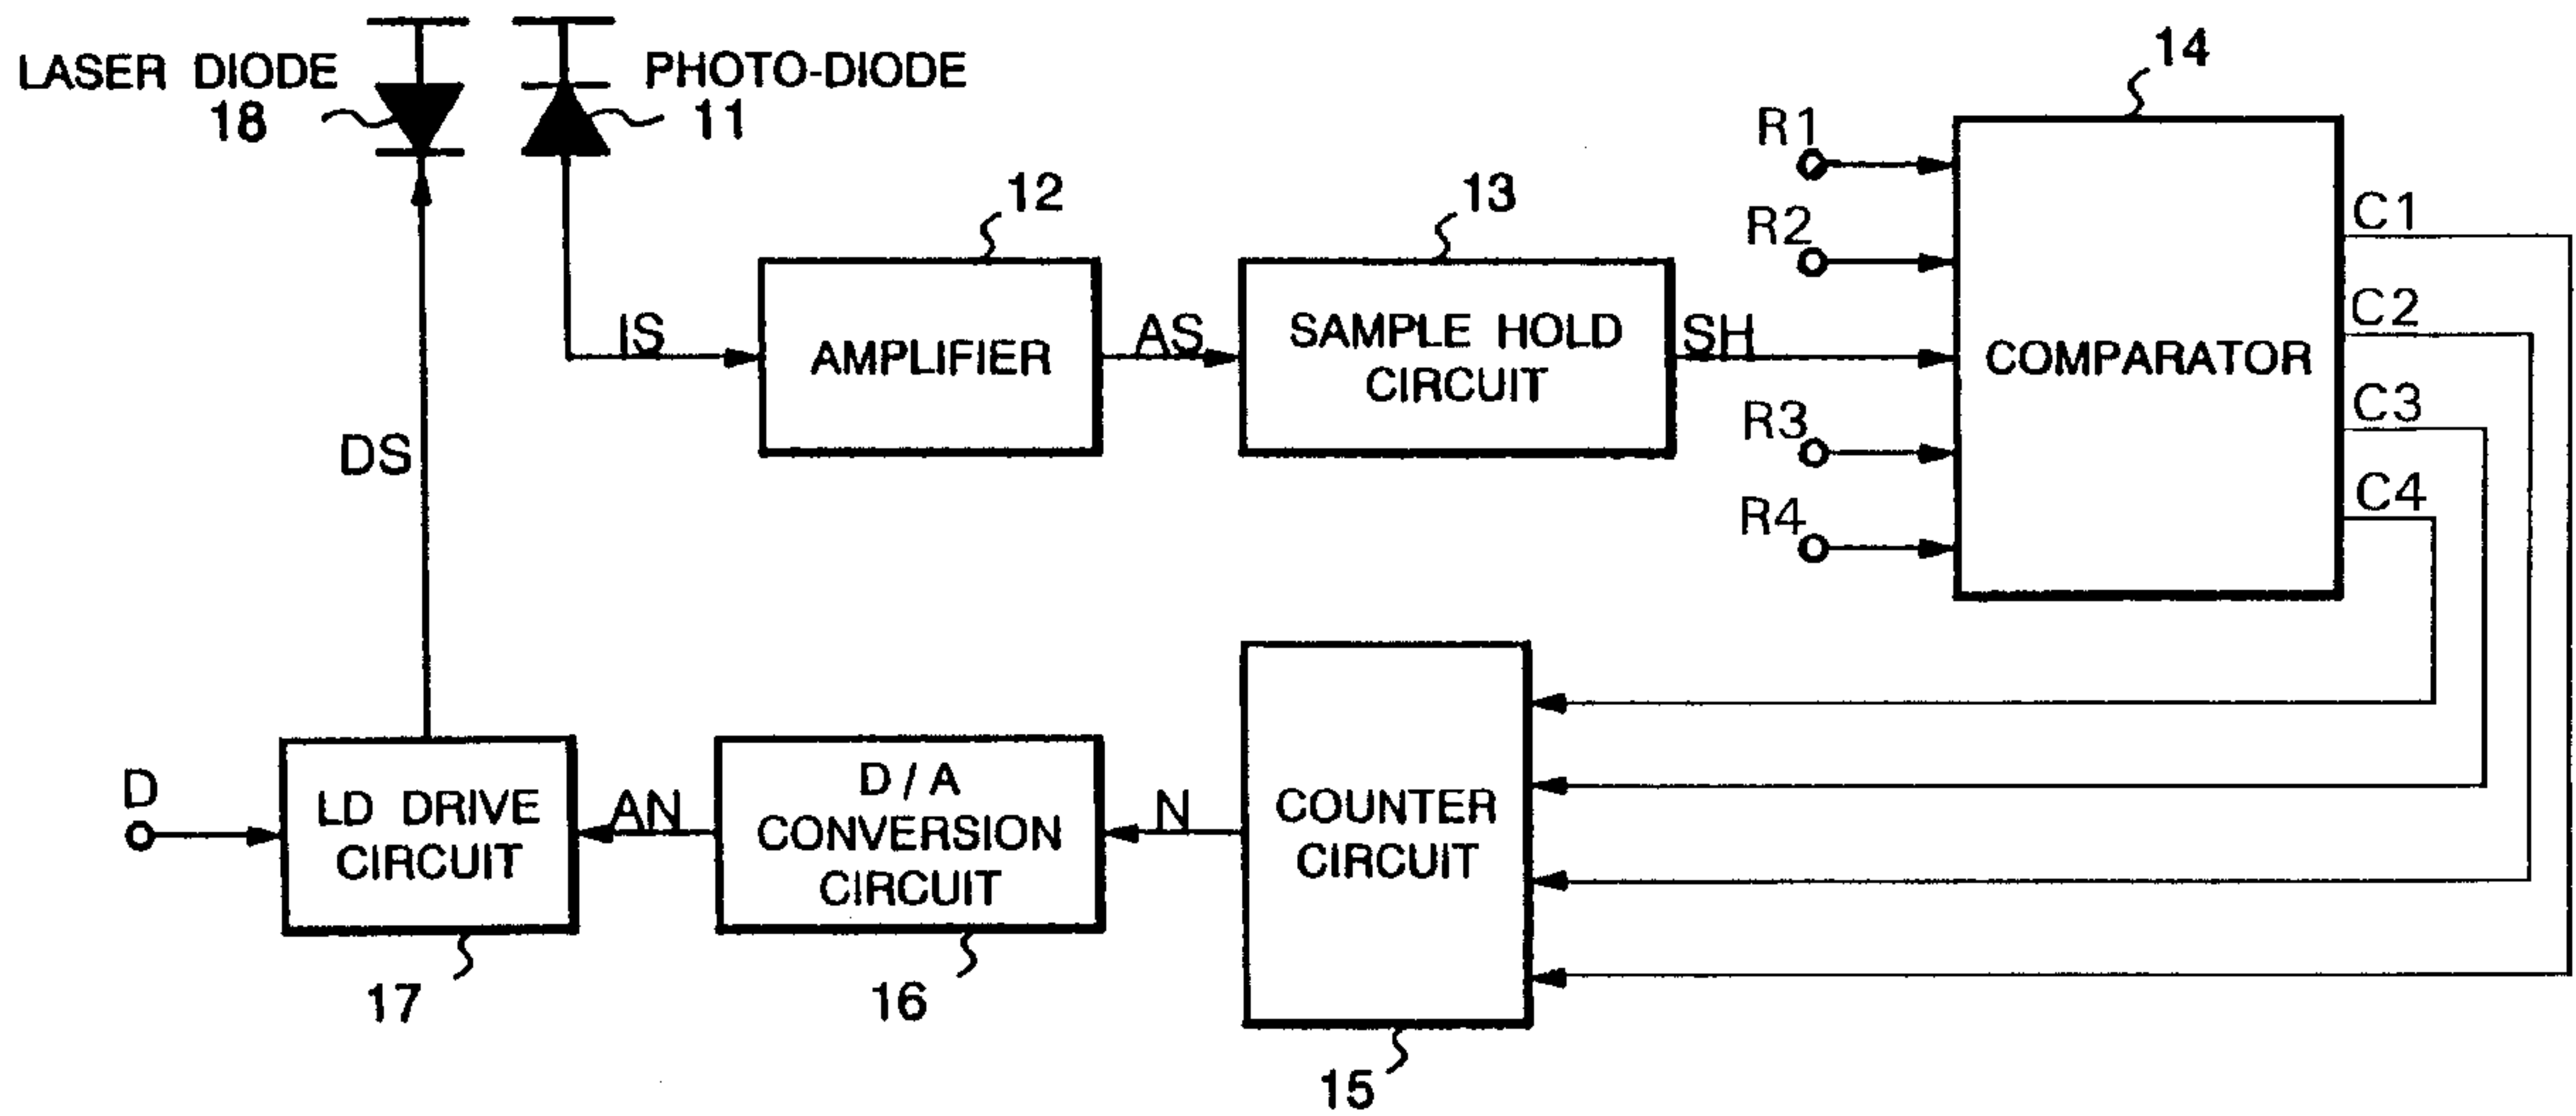 LASER DIODE
18
PHOTO-DIODE
11
12
13
14
R1
R2
R3
R4
IS
AMPLIFIER
AS
SAMPLE HOLD
CIRCUIT
SH
COMPARATOR
C1
C2
C3
C4
DS
D
LD DRIVE
CIRCUIT
17
AN
D/A
CONVERSION
CIRCUIT
16
N
COUNTER
CIRCUIT
15